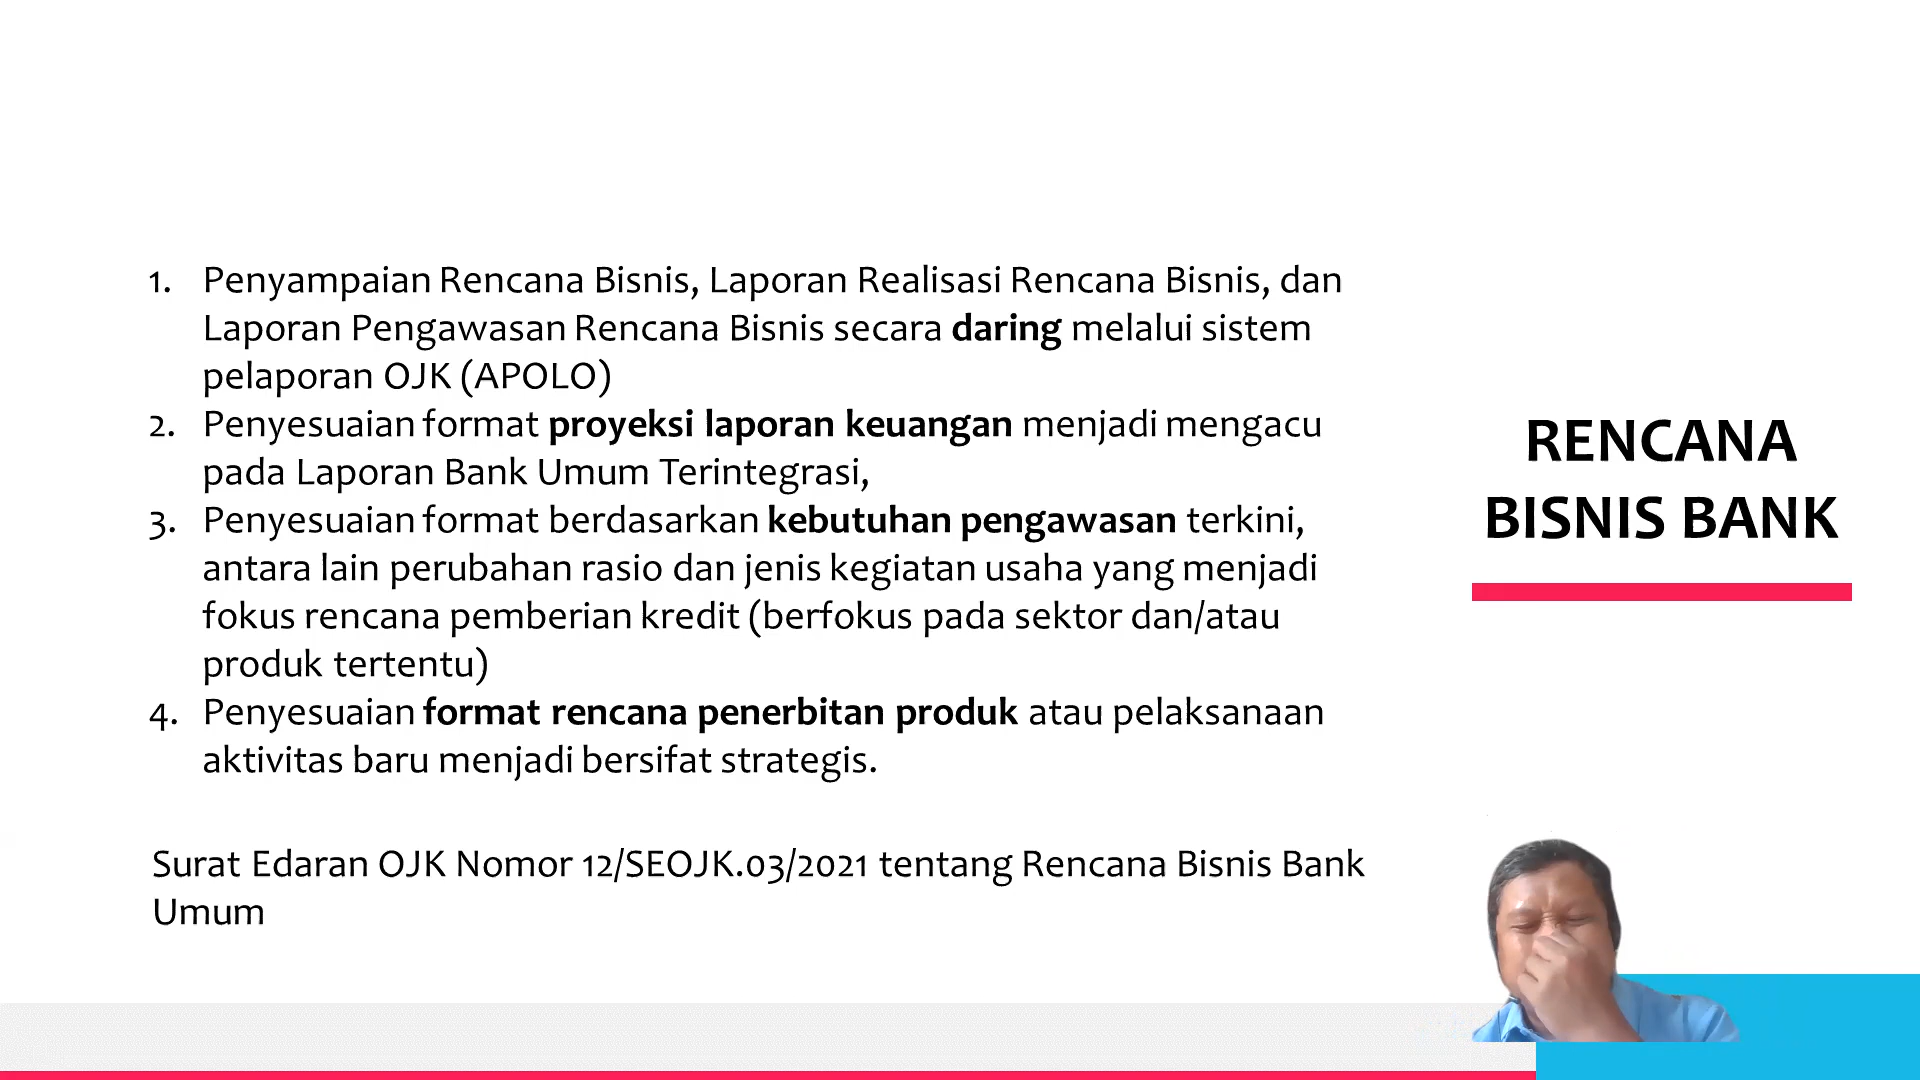 1. Penyampaian Rencana Bisnis, Laporan Realisasi Rencana Bisnis, dan
Laporan Pengawasan Rencana Bisnis secara daring melalui sistem
pelaporan OJK (APOLO)
2. Penyesuaian format proyeksi laporan keuangan menjadi mengacu
pada Laporan Bank Umum Terintegrasi,
3. Penyesuaian format berdasarkan kebutuhan pengawasan terkini,
antara lain perubahan rasio dan jenis kegiatan usaha yang menjadi
fokus rencana pemberian kredit (berfokus pada sektor dan/atau
produk tertentu)
4. Penyesuaian format rencana penerbitan produk atau pelaksanaan
aktivitas baru menjadi bersifat strategis.
Surat Edaran OJK Nomor 12/SEOJK.03/2021 tentang Rencana Bisnis Bank
Umum
RENCANA
BISNIS BANK